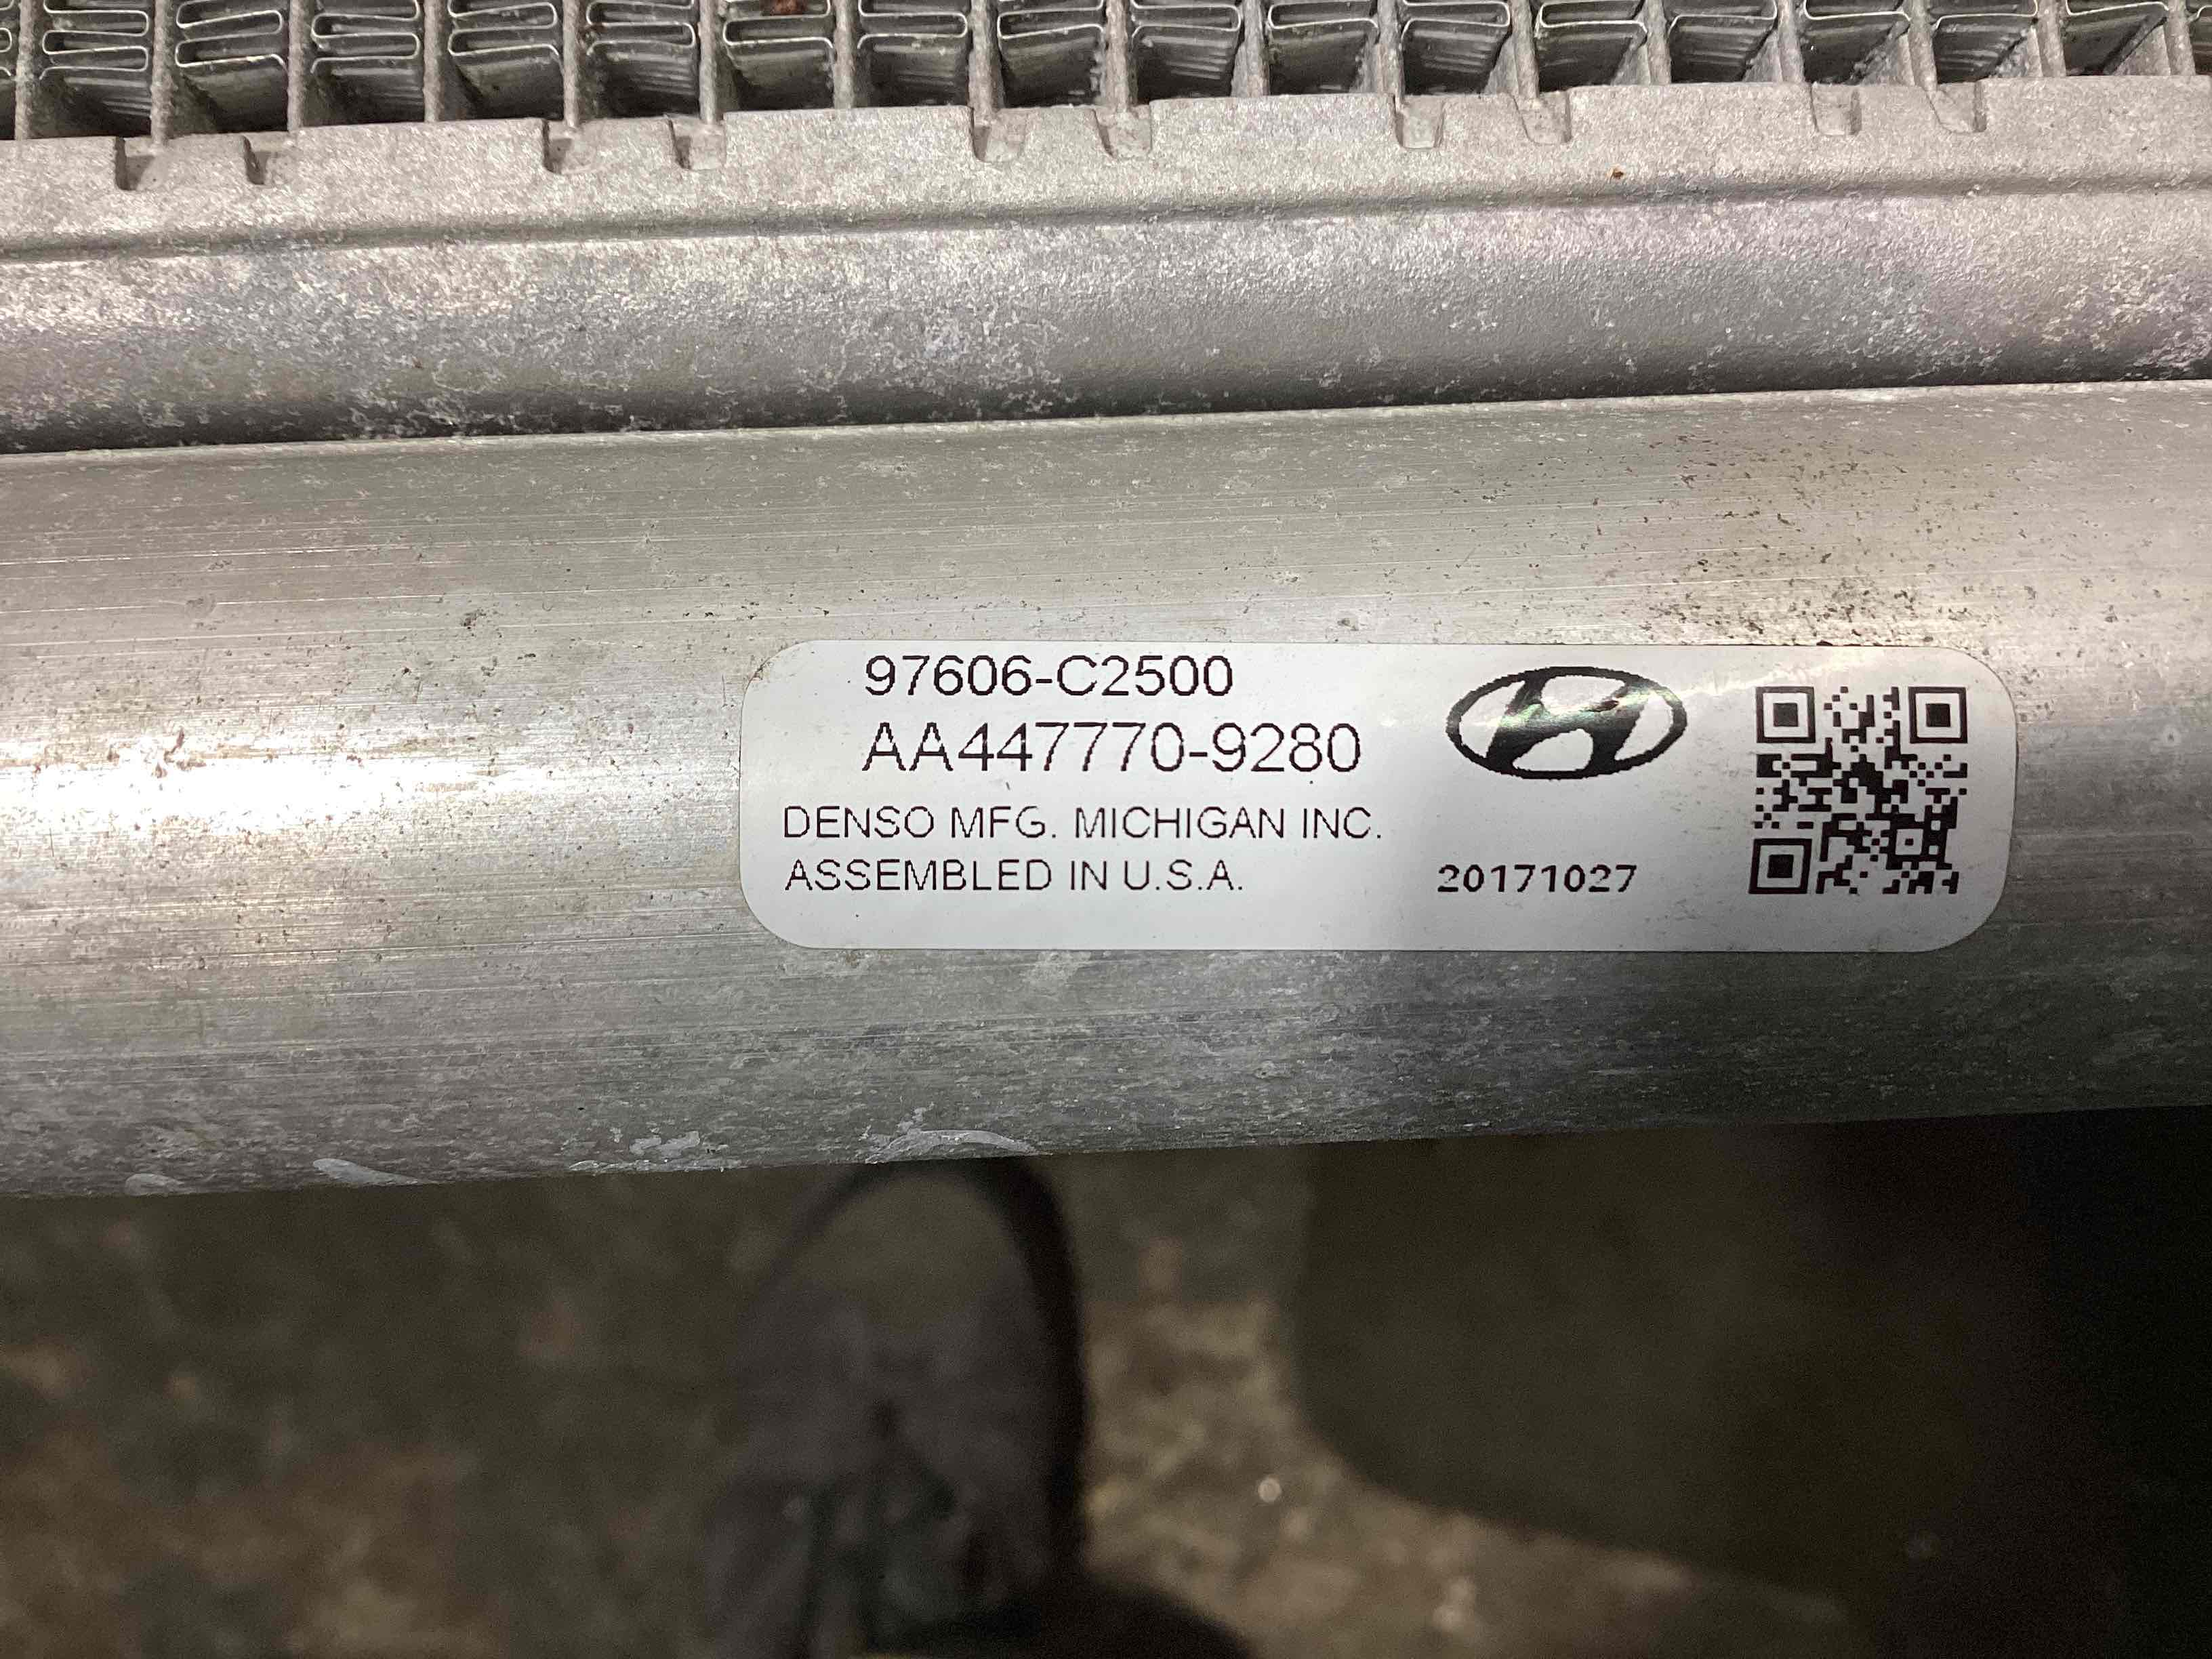 97606-C2500
AA447770-9280
DENSO MFG. MICHIGAN INC.
ASSEMBLED IN U.S.A.
20171027